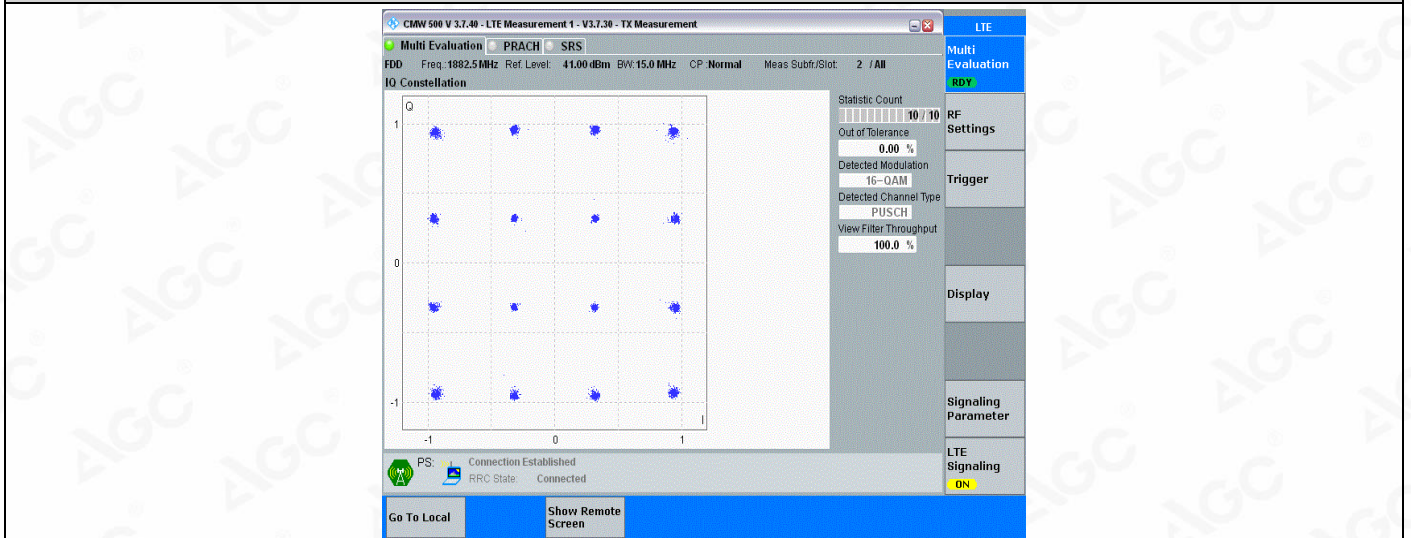 CMW 500 V 3.7.40 - LTE Measurement 1 - V3.7.30 - TX Measurement
LTE
Multi Evaluation PRACH SRS
FDD Freq.: 1882.5 MHz Ref. Level: 41.00 dBm BW: 15.0 MHz CP :Normal Meas Subfr./Slot: 2 / All
IQ Constellation
Q
1
0
-1
-1 0 1
I
Statistic Count
10 / 10
Out of Tolerance
0.00 %
Detected Modulation
16-QAM
Detected Channel Type
PUSCH
View Filter Throughput
100.0 %
Multi
Evaluation
RDY
RF
Settings
Trigger
Display
Signaling
Parameter
LTE
Signaling
ON
PS: Connection Established
RRC State: Connected
Go To Local
Show Remote
Screen
AGC